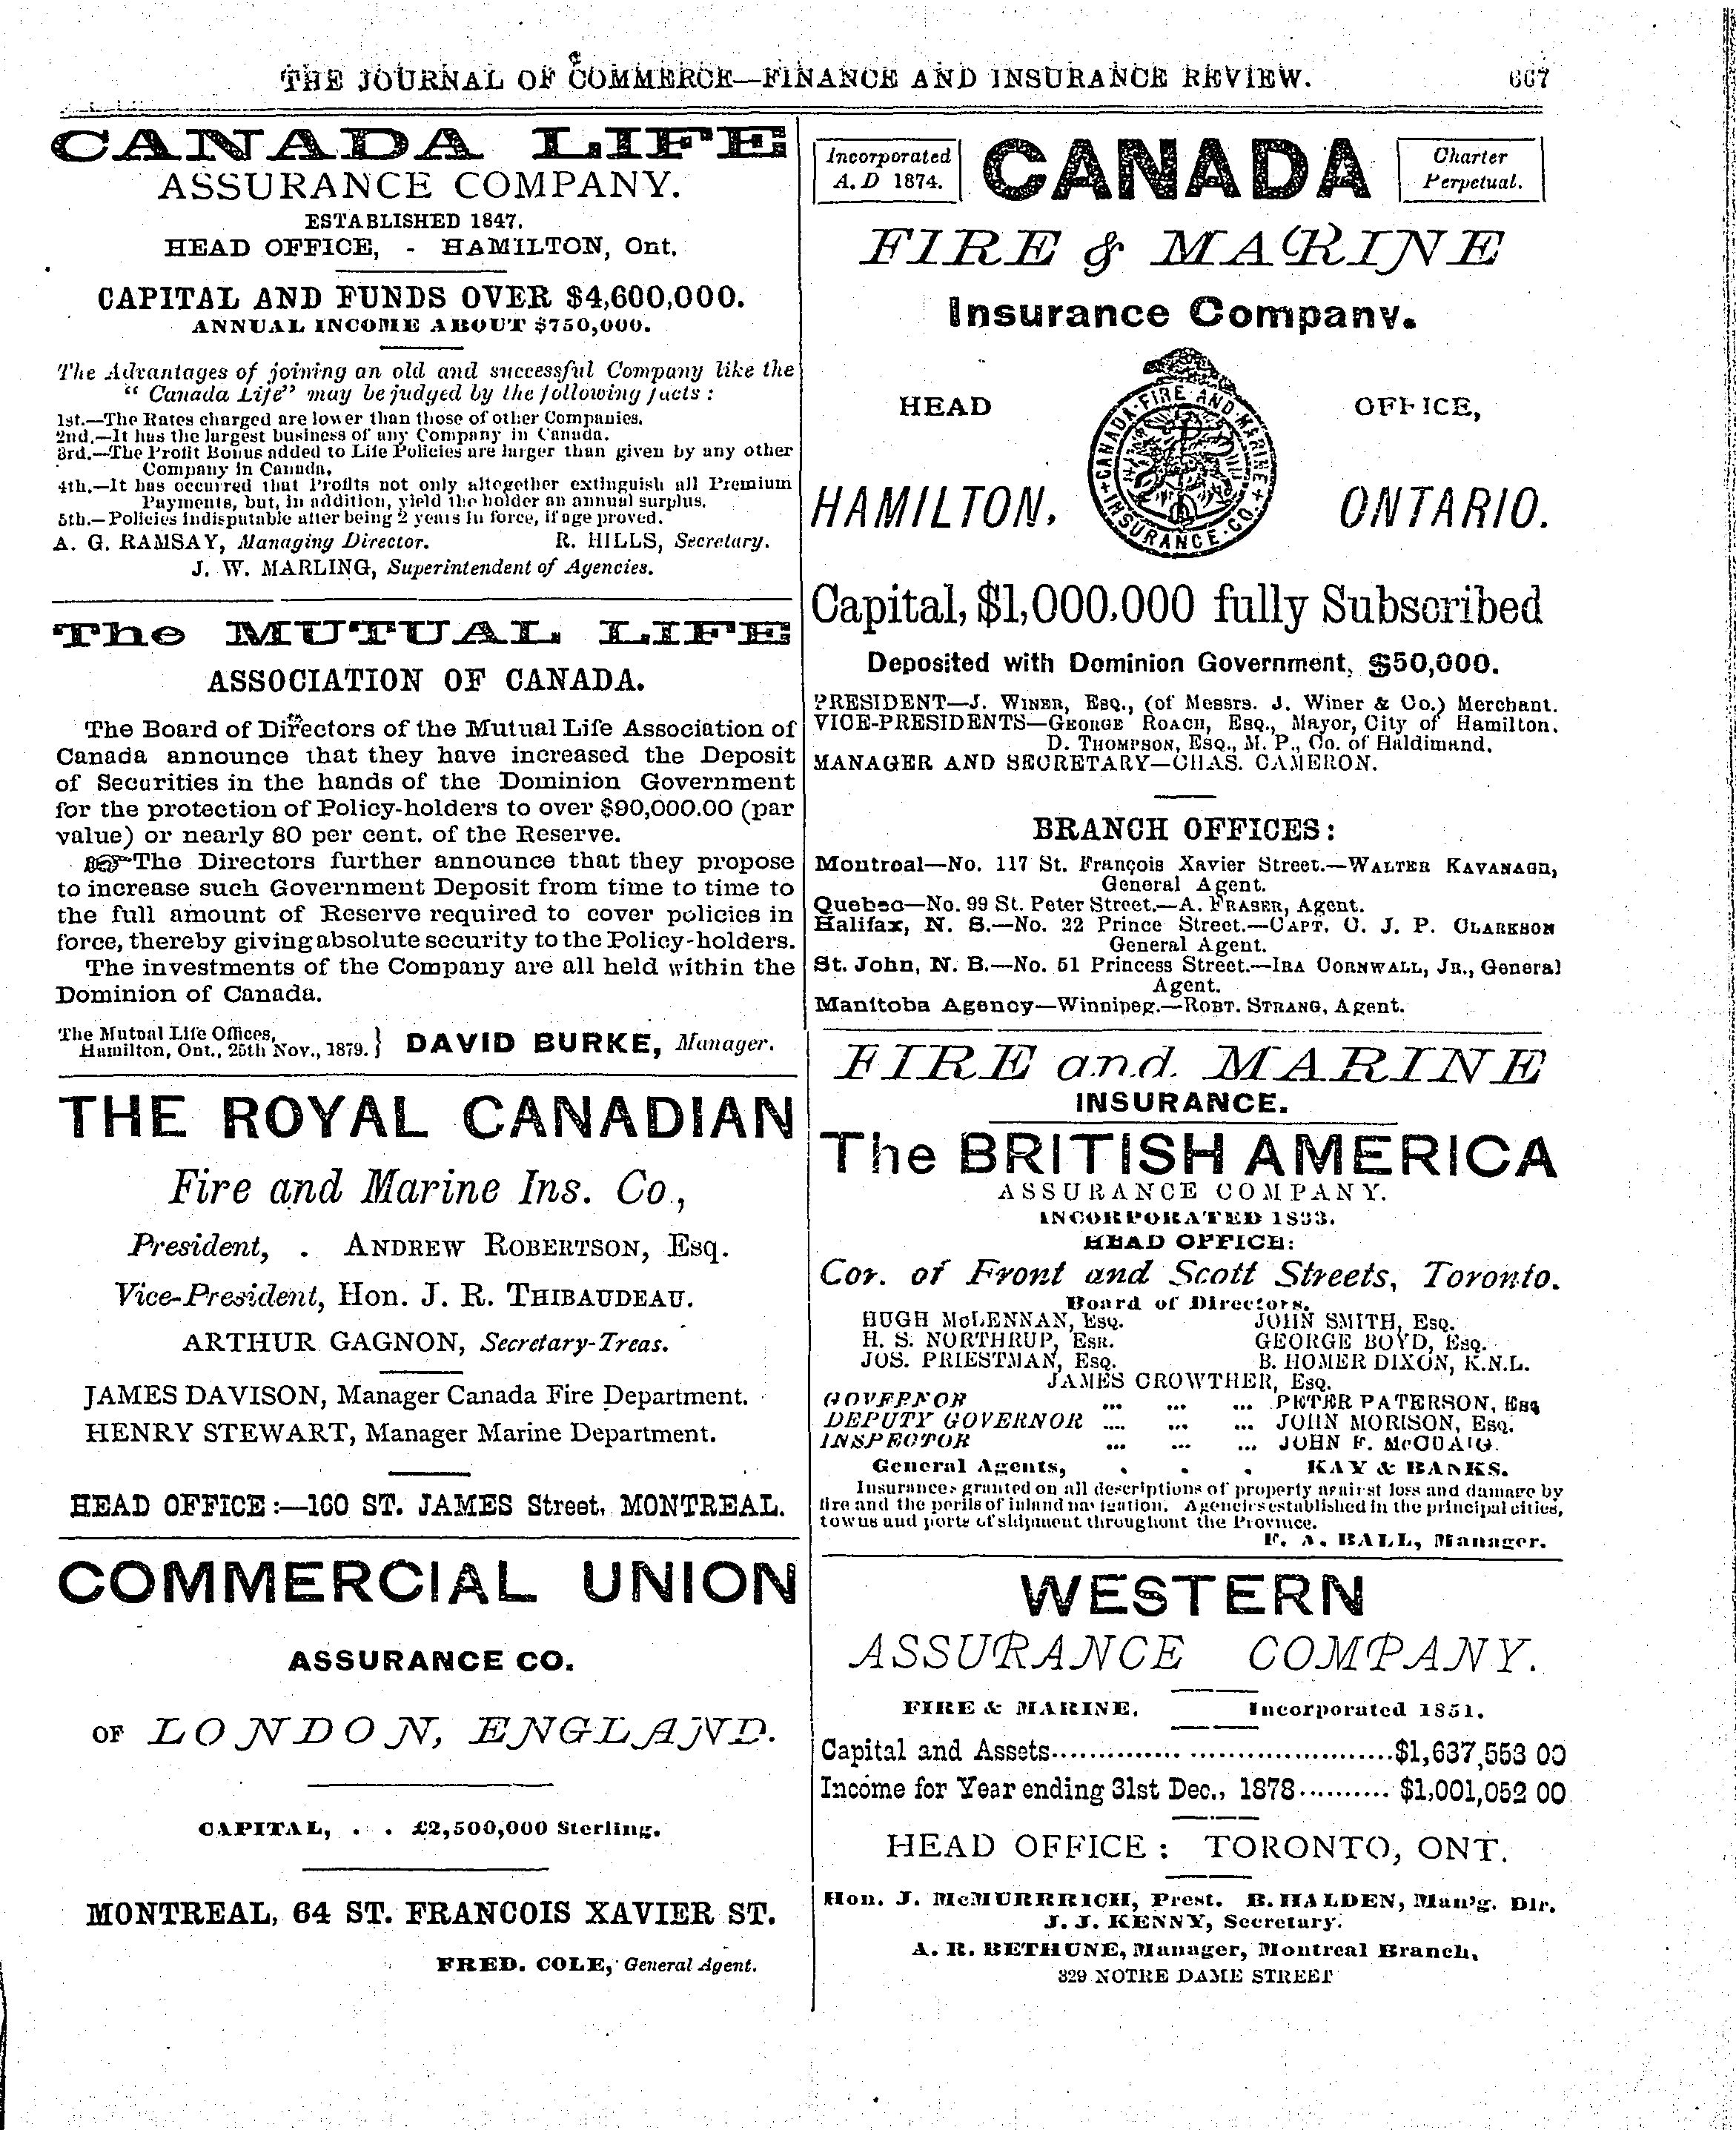 THE JOURNAL OF COMMERCE—FINANCE AND INSURANCE REVIEW. 667
CANADA LIFE
ASSURANCE COMPANY.
ESTABLISHED 1847.
HEAD OFFICE, - HAMILTON, Ont.
CAPITAL AND FUNDS OVER $4,600,000.
ANNUAL INCOME ABOUT $750,000.
The Advantages of joining an old and successful Company like the
“Canada Life” may be judged by the following facts:
1st.—The Rates charged are lower than those of other Companies.
2nd.—It has the largest business of any Company in Canada.
3rd.—The Profit Bonus added to Life Policies are larger than given by any other
Company in Canada.
4th.—It has occurred that Profits not only altogether extinguish all Premium
Payments, but, in addition, yield the holder an annual surplus.
5th.—Policies Indisputable after being 2 years in force, if age proved.
A. G. RAMSAY, Managing Director. R. HILLS, Secretary.
J. W. MARLING, Superintendent of Agencies.
The MUTUAL LIFE
ASSOCIATION OF CANADA.
The Board of Directors of the Mutual Life Association of
Canada announce that they have increased the Deposit
of Securities in the hands of the Dominion Government
for the protection of Policy-holders to over $90,000.00 (par
value) or nearly 80 per cent. of the Reserve.
☞The Directors further announce that they propose
to increase such Government Deposit from time to time to
the full amount of Reserve required to cover policies in
force, thereby giving absolute security to the Policy-holders.
The investments of the Company are all held within the
Dominion of Canada.
The Mutual Life Offices,
Hamilton, Ont., 25th Nov., 1879. } DAVID BURKE, Manager.
THE ROYAL CANADIAN
Fire and Marine Ins. Co.,
President, . ANDREW ROBERTSON, Esq.
Vice-President, Hon. J. R. THIBAUDEAU.
ARTHUR GAGNON, Secretary-Treas.
JAMES DAVISON, Manager Canada Fire Department.
HENRY STEWART, Manager Marine Department.
HEAD OFFICE:—160 ST. JAMES Street, MONTREAL.
COMMERCIAL UNION
ASSURANCE CO.
OF LONDON, ENGLAND.
CAPITAL, . . £2,500,000 Sterling.
MONTREAL, 64 ST. FRANCOIS XAVIER ST.
FRED. COLE, General Agent.
Incorporated
A.D 1874.
CANADA
Charter
Perpetual.
FIRE & MARINE
Insurance Company.
HEAD OFFICE,
CANADA·FIRE AND MARINE INSURANCE·CO.
HAMILTON, ONTARIO.
Capital, $1,000,000 fully Subscribed
Deposited with Dominion Government, $50,000.
PRESIDENT—J. WINER, ESQ., (of Messrs. J. Winer & Co.) Merchant.
VICE-PRESIDENTS—GEORGE ROACH, ESQ., Mayor, City of Hamilton.
D. THOMPSON, ESQ., M. P., Co. of Haldimand.
MANAGER AND SECRETARY—CHAS. CAMERON.
BRANCH OFFICES:
Montreal—No. 117 St. François Xavier Street.—WALTER KAVANAGH,
General Agent.
Quebec—No. 99 St. Peter Street.—A. FRASER, Agent.
Halifax, N. S.—No. 22 Prince Street.—CAPT. C. J. P. CLARKSON
General Agent.
St. John, N. B.—No. 51 Princess Street.—IRA CORNWALL, JR., General
Agent.
Manitoba Agency—Winnipeg.—ROBT. STRANG, Agent.
FIRE and MARINE
INSURANCE.
The BRITISH AMERICA
ASSURANCE COMPANY.
INCORPORATED 1833.
HEAD OFFICE:
Cor. of Front and Scott Streets, Toronto.
Board of Directors.
HUGH McLENNAN, ESQ. JOHN SMITH, ESQ.
H. S. NORTHRUP, ESR. GEORGE BOYD, ESQ.
JOS. PRIESTMAN, ESQ. B. HOMER DIXON, K.N.L.
JAMES CROWTHER, ESQ.
GOVERNOR ... ... ... PETER PATERSON, ESQ
DEPUTY GOVERNOR .... ... ... JOHN MORISON, ESQ.
INSPECTOR ... ... ... JOHN F. McCUAIG.
General Agents, . . . KAY & BANKS.
Insurances granted on all descriptions of property against loss and damage by
fire and the perils of inland navigation. Agencies established in the principal cities,
towns and ports of shipment throughout the Province.
F. A. BALL, Manager.
WESTERN
ASSURANCE COMPANY.
FIRE & MARINE. Incorporated 1851.
Capital and Assets.....................................$1,637,553 00
Income for Year ending 31st Dec., 1878.......... $1,001,052 00
HEAD OFFICE: TORONTO, ONT.
Hon. J. McMURRRICH, Prest. B. HALDEN, Man'g. Dir.
J. J. KENNY, Secretary.
A. R. BETHUNE, Manager, Montreal Branch,
329 NOTRE DAME STREET